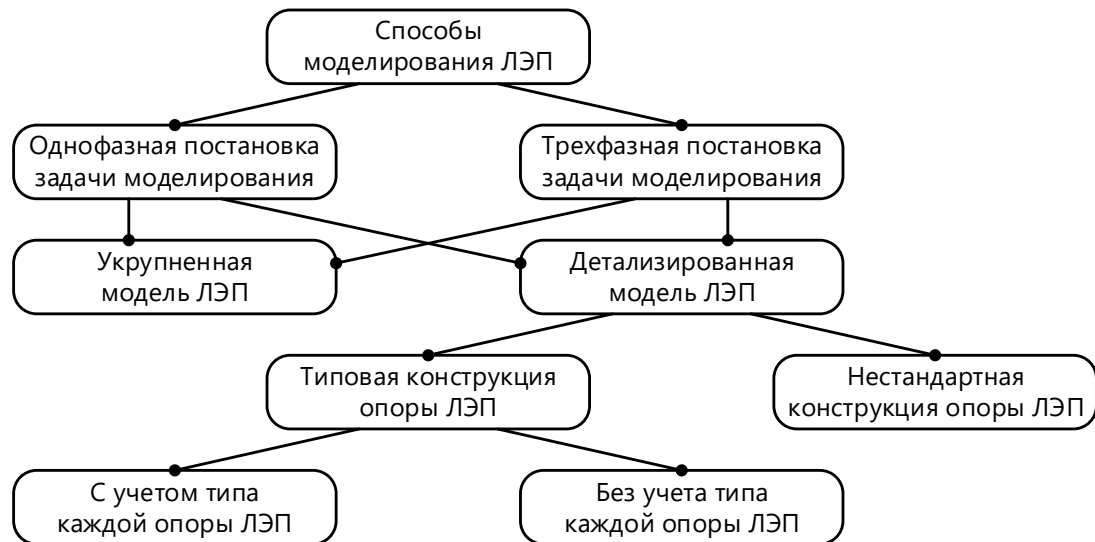 Способы
моделирования ЛЭП
Однофазная постановка
задачи моделирования
Трехфазная постановка
задачи моделирования
Укрупненная
модель ЛЭП
Детализированная
модель ЛЭП
Типовая конструкция
опоры ЛЭП
Нестандартная
конструкция опоры ЛЭП
С учетом типа
каждой опоры ЛЭП
Без учета типа
каждой опоры ЛЭП